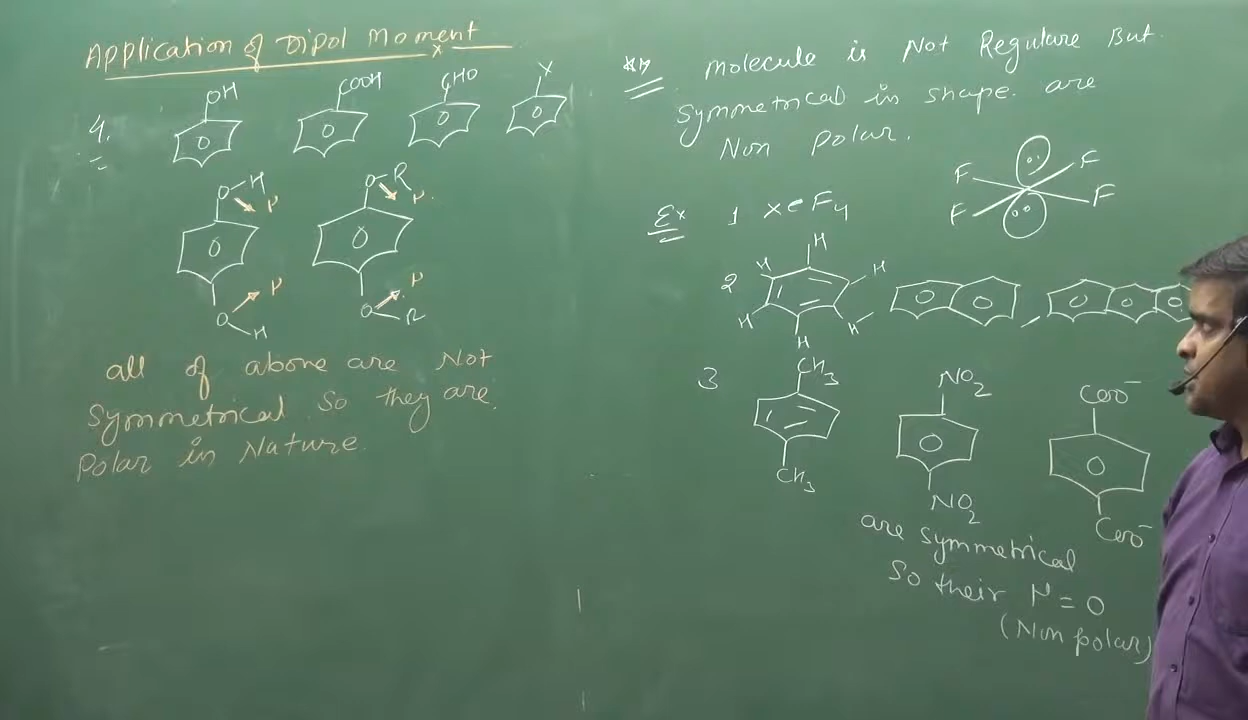 Application of Dipol Moment
4.
OH COOH CHO X
O-H μ
μ
O-H
O-R μ
μ
O-R
all of above are Not
Symmetrical So they are
Polar in Nature.
molecule is Not Regulare But
Symmetrical in shape. are
Non Polar.
Ex 1 XeF4
F F
F F
2
H H H
H H H
3
CH3
CH3
NO2
NO2
Coo-
Coo-
are symmetrical
So their μ = 0
(Non polar)